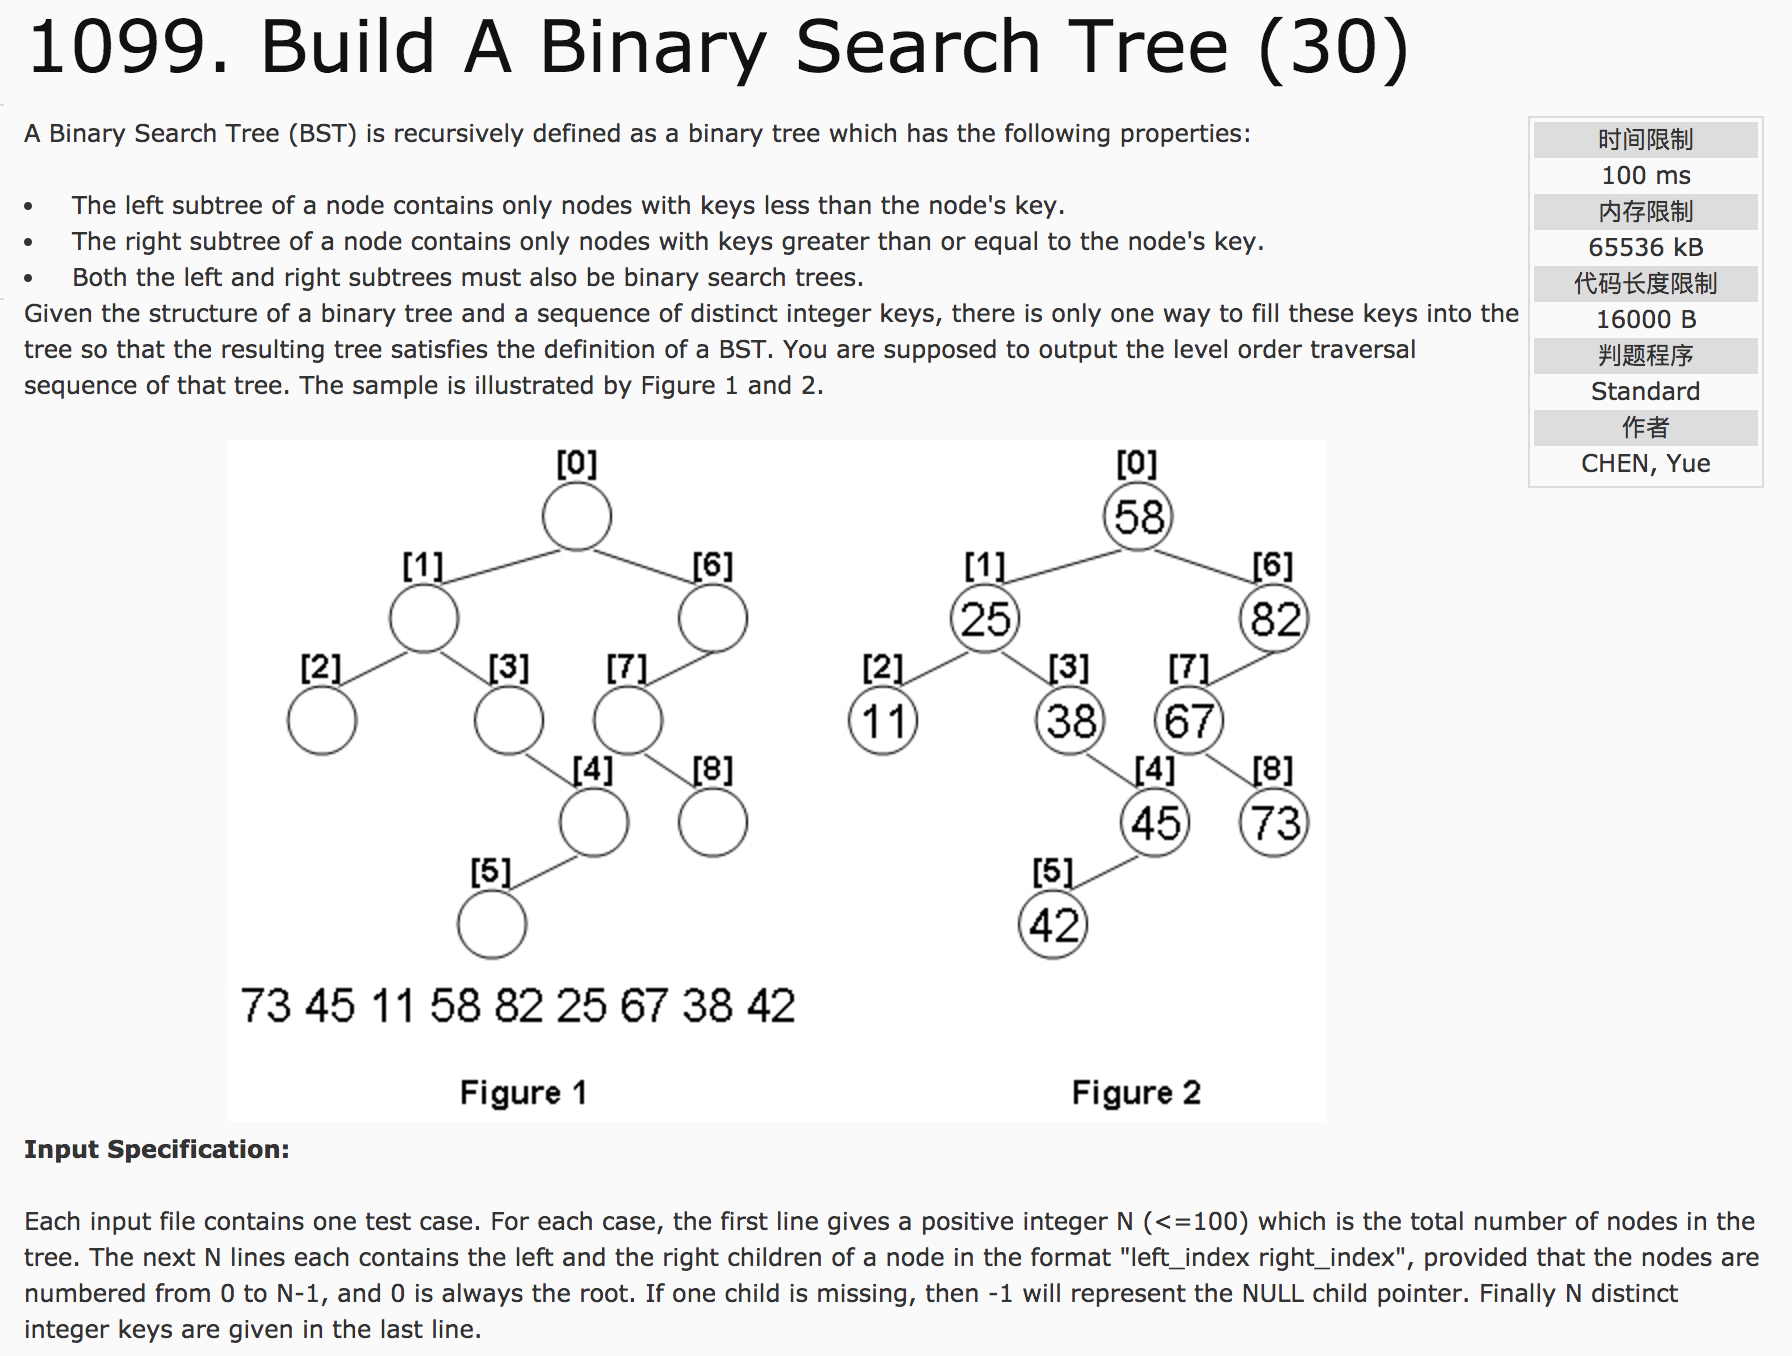 1099. Build A Binary Search Tree (30)
A Binary Search Tree (BST) is recursively defined as a binary tree which has the following properties:
• The left subtree of a node contains only nodes with keys less than the node's key.
• The right subtree of a node contains only nodes with keys greater than or equal to the node's key.
• Both the left and right subtrees must also be binary search trees.
Given the structure of a binary tree and a sequence of distinct integer keys, there is only one way to fill these keys into the
tree so that the resulting tree satisfies the definition of a BST. You are supposed to output the level order traversal
sequence of that tree. The sample is illustrated by Figure 1 and 2.
时间限制
100 ms
内存限制
65536 kB
代码长度限制
16000 B
判题程序
Standard
作者
CHEN, Yue
[0]
[1] [6]
[2] [3] [7]
[4] [8]
[5]
73 45 11 58 82 25 67 38 42
Figure 1
[0]
58
[1] [6]
25 82
[2] [3] [7]
11 38 67
[4] [8]
45 73
[5]
42
Figure 2
Input Specification:
Each input file contains one test case. For each case, the first line gives a positive integer N (<=100) which is the total number of nodes in the
tree. The next N lines each contains the left and the right children of a node in the format "left_index right_index", provided that the nodes are
numbered from 0 to N-1, and 0 is always the root. If one child is missing, then -1 will represent the NULL child pointer. Finally N distinct
integer keys are given in the last line.